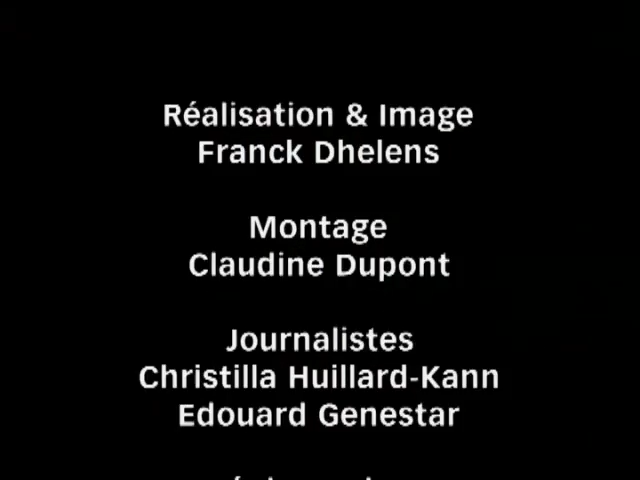 Réalisation & Image
Franck Dhelens
Montage
Claudine Dupont
Journalistes
Christilla Huillard-Kann
Edouard Genestar